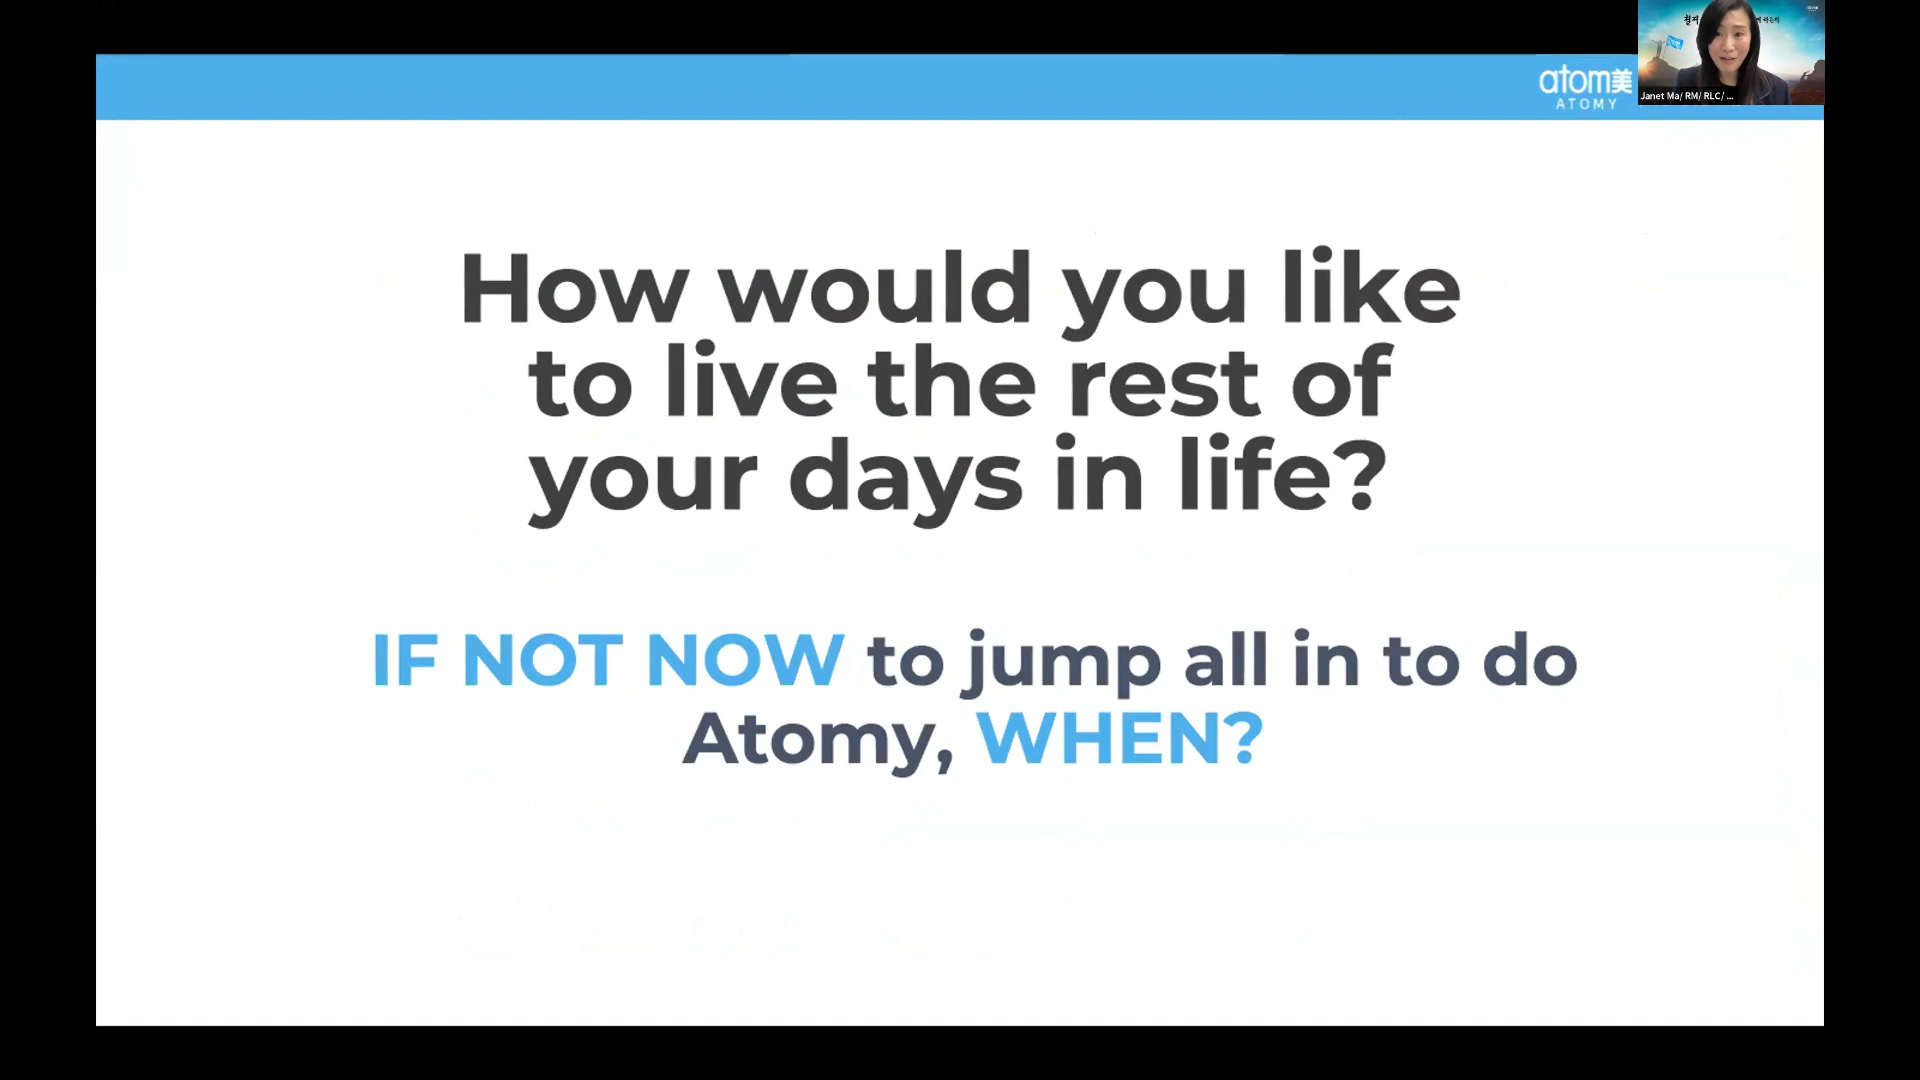 atom美
ATOMY
Janet Ma/ RM/ RLC/ ...
How would you like
to live the rest of
your days in life?
IF NOT NOW to jump all in to do
Atomy, WHEN?